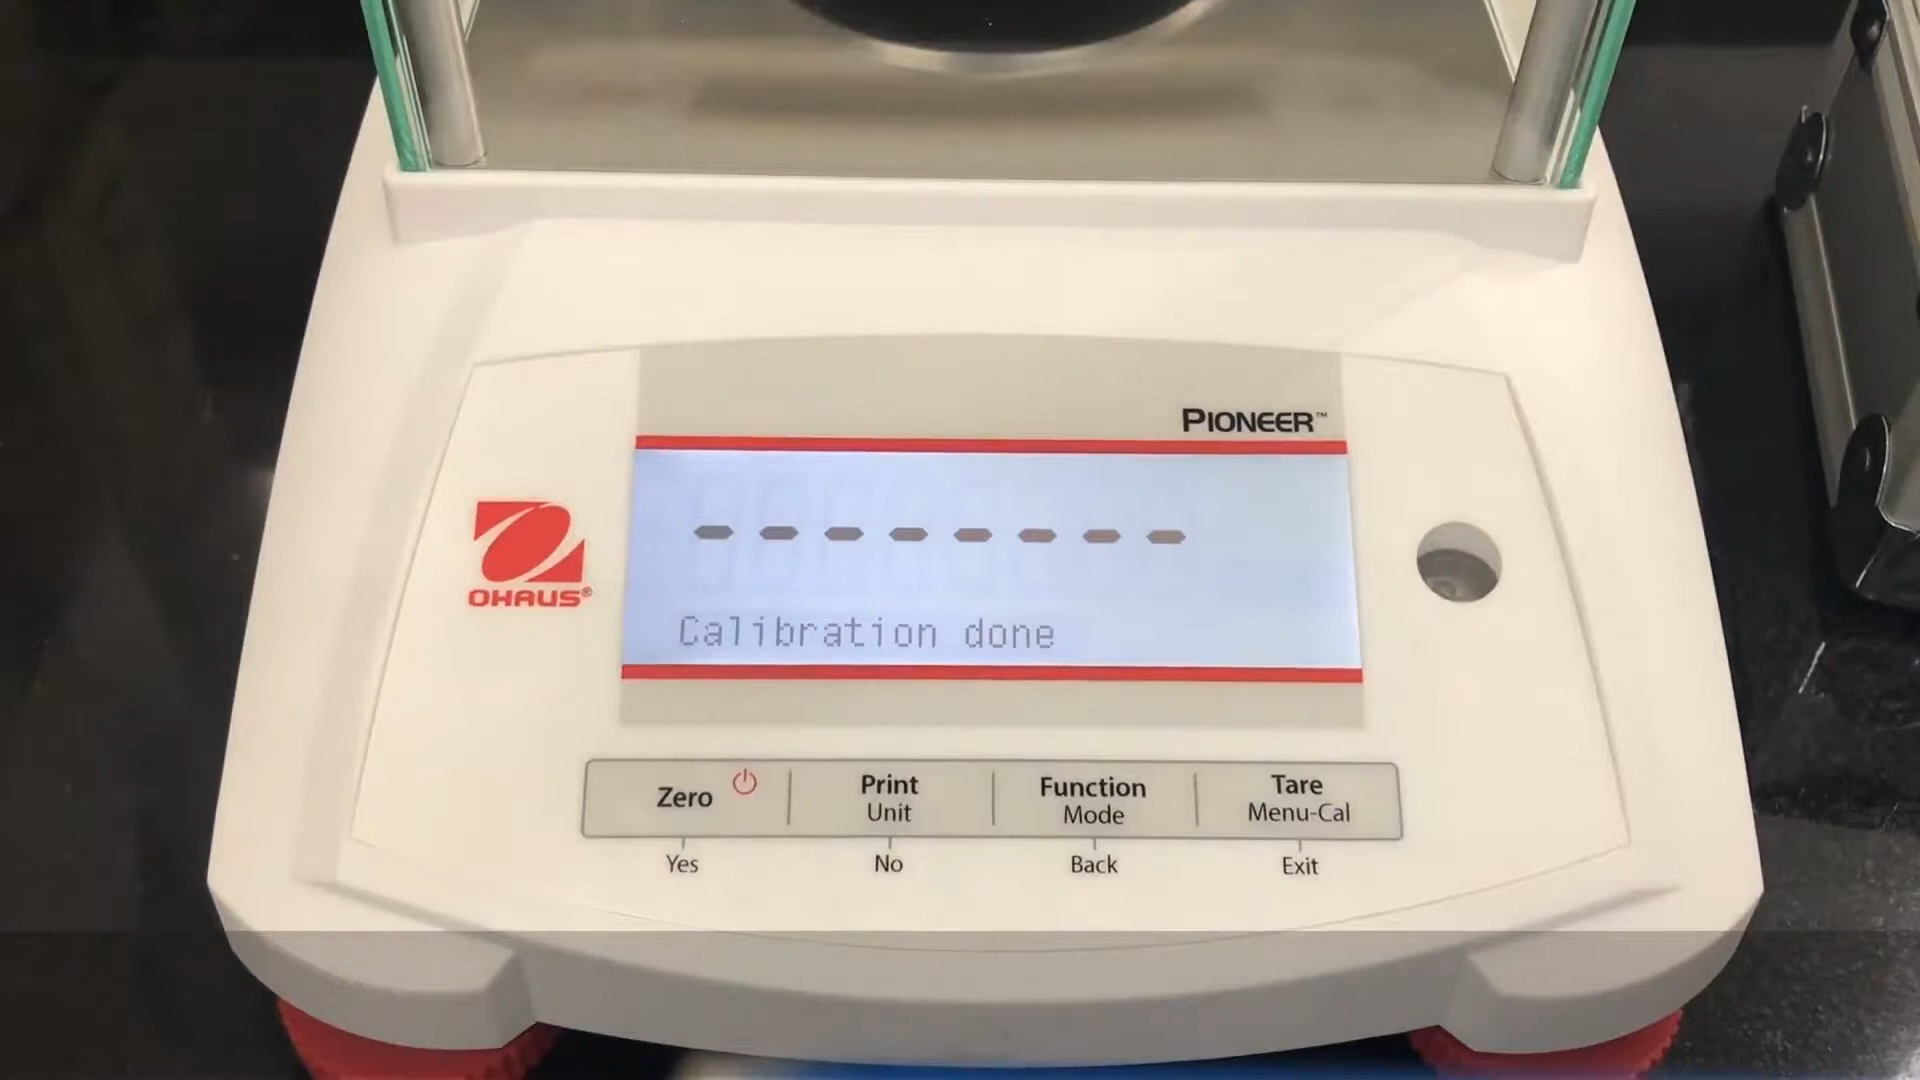 PIONEER™
OHAUS®
--------
Calibration done
Zero
Print
Unit
Function
Mode
Tare
Menu-Cal
Yes
No
Back
Exit